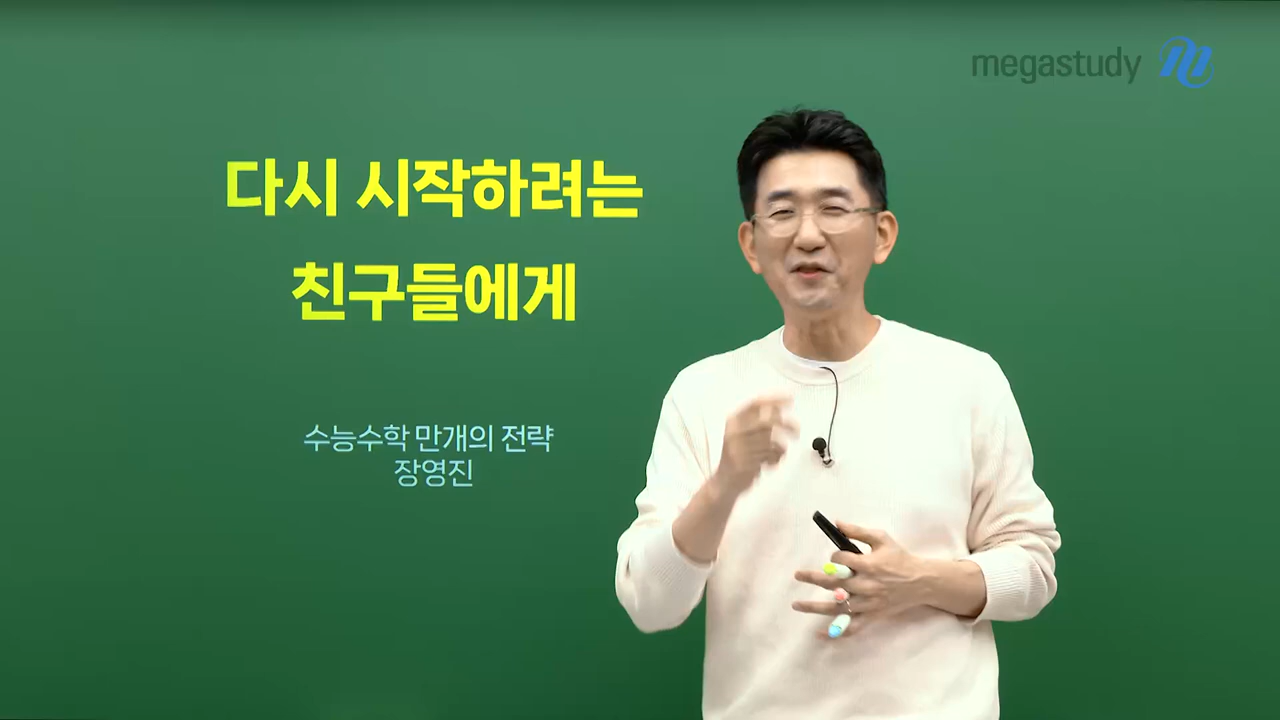 megastudy
다시 시작하려는
친구들에게
수능수학 만개의 전략
장영진